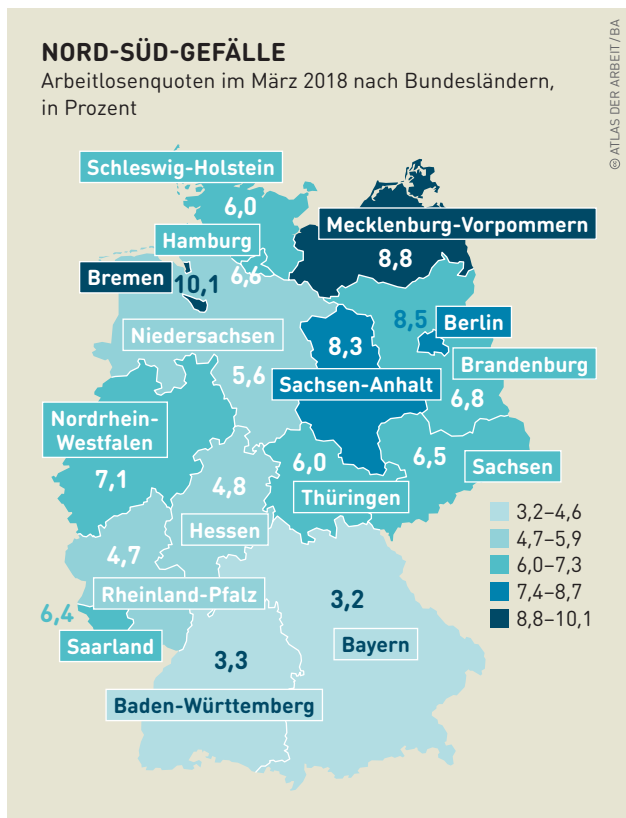 NORD-SÜD-GEFÄLLE
Arbeitlosenquoten im März 2018 nach Bundesländern,
in Prozent
© ATLAS DER ARBEIT / BA
Schleswig-Holstein
6,0
Mecklenburg-Vorpommern
8,8
Hamburg
6,6
Bremen
10,1
Niedersachsen
5,6
8,5
Berlin
8,3
Sachsen-Anhalt
Brandenburg
6,8
Nordrhein-
Westfalen
7,1
6,0
Thüringen
6,5
Sachsen
4,8
Hessen
4,7
Rheinland-Pfalz
6,4
Saarland
3,2
Bayern
3,3
Baden-Württemberg
3,2–4,6
4,7–5,9
6,0–7,3
7,4–8,7
8,8–10,1